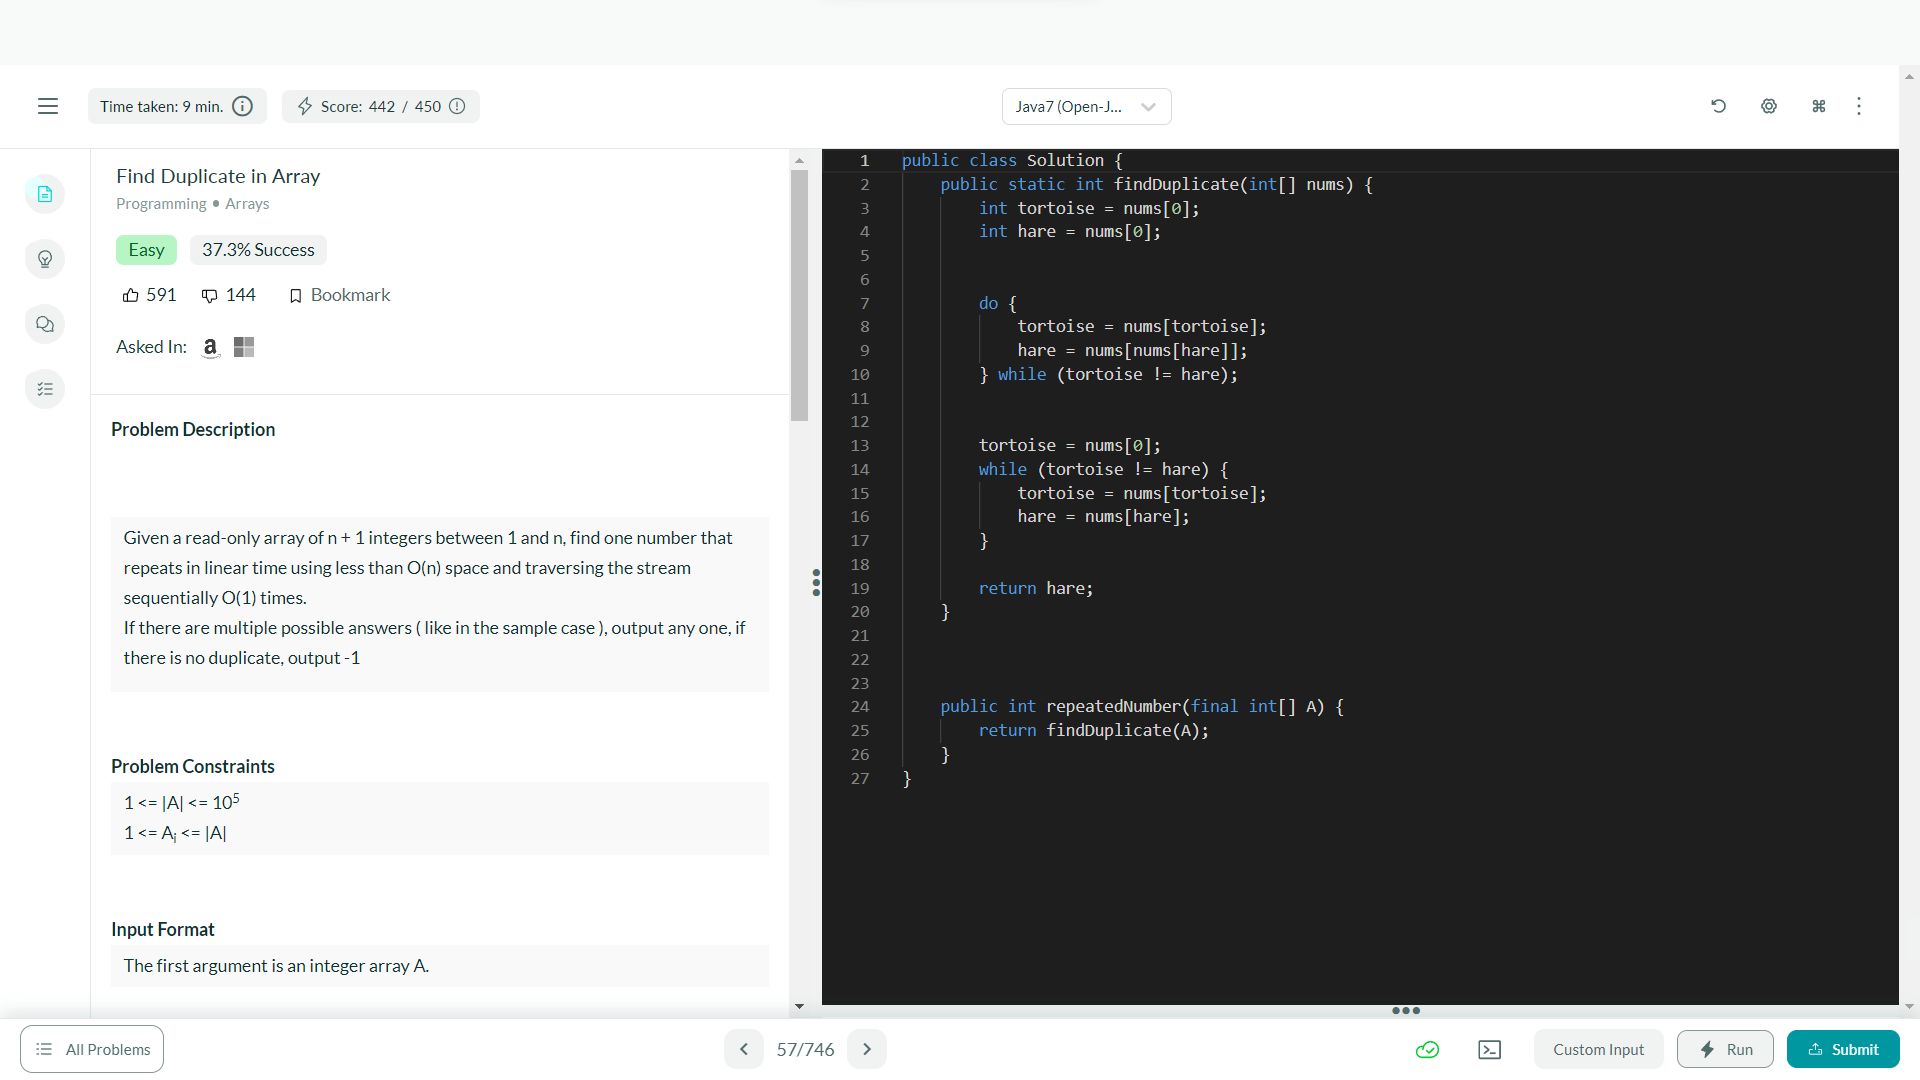 Time taken: 9 min.
Score: 442 / 450
Java7 (Open-J...
Find Duplicate in Array
Programming • Arrays
Easy
37.3% Success
591
144
Bookmark
Asked In:
Problem Description
Given a read-only array of n + 1 integers between 1 and n, find one number that
repeats in linear time using less than O(n) space and traversing the stream
sequentially O(1) times.
If there are multiple possible answers ( like in the sample case ), output any one, if
there is no duplicate, output -1
Problem Constraints
1 <= |A| <= 10⁵
1 <= Aᵢ <= |A|
Input Format
The first argument is an integer array A.
1 public class Solution {
2 public static int findDuplicate(int[] nums) {
3 int tortoise = nums[0];
4 int hare = nums[0];
5
6
7 do {
8 tortoise = nums[tortoise];
9 hare = nums[nums[hare]];
10 } while (tortoise != hare);
11
12
13 tortoise = nums[0];
14 while (tortoise != hare) {
15 tortoise = nums[tortoise];
16 hare = nums[hare];
17 }
18
19 return hare;
20 }
21
22
23
24 public int repeatedNumber(final int[] A) {
25 return findDuplicate(A);
26 }
27 }
All Problems
57/746
Custom Input
Run
Submit